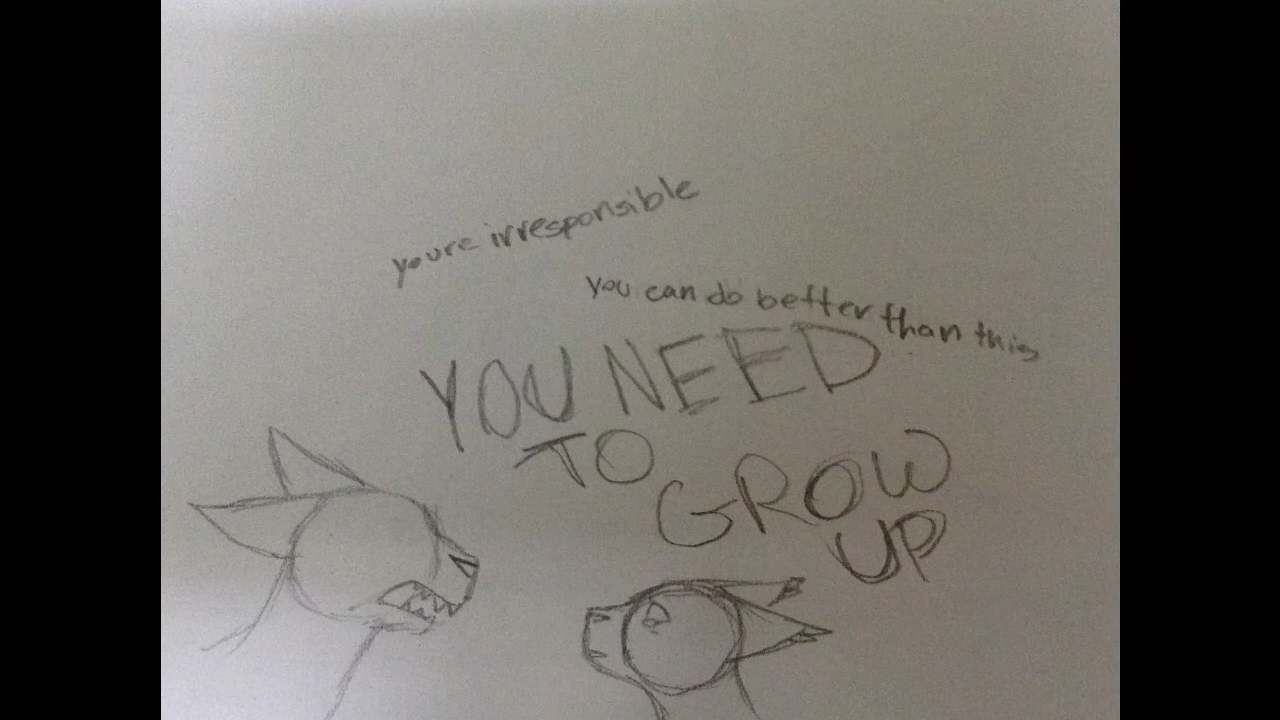 youre irresponsible
you can do better than this
YOU NEED
TO
GROW
UP